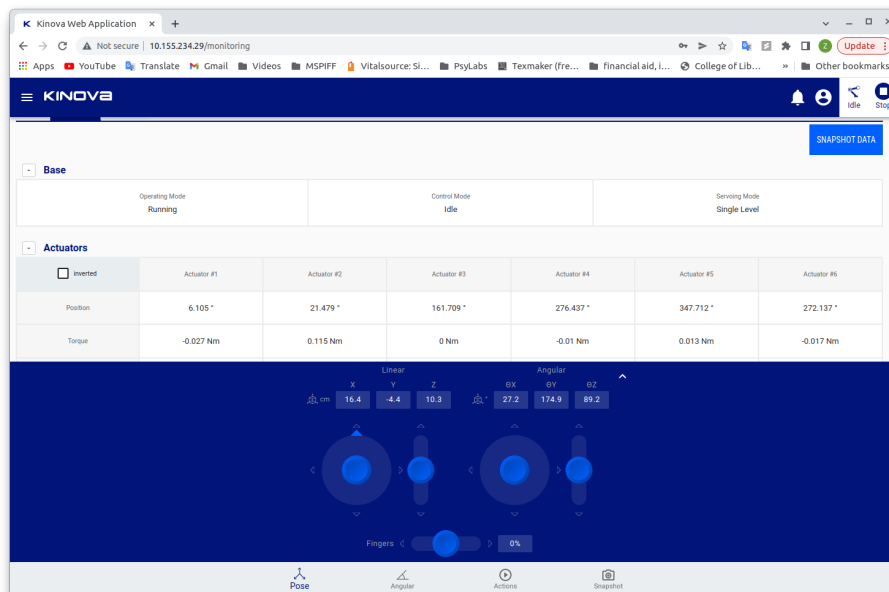 Kinova Web Application
Not secure | 10.155.234.29/monitoring
Z Update
Apps YouTube Translate Gmail Videos MSPIFF Vitalsource: Si... PsyLabs Texmaker (fre... financial aid, i... College of Lib... » Other bookmarks
KINOVA Idle Stop
SNAPSHOT DATA
- Base
Operating Mode Control Mode Servoing Mode
Running Idle Single Level
- Actuators
inverted Actuator #1 Actuator #2 Actuator #3 Actuator #4 Actuator #5 Actuator #6
Position 6.105 ° 21.479 ° 161.709 ° 276.437 ° 347.712 ° 272.137 °
Torque -0.027 Nm 0.115 Nm 0 Nm -0.01 Nm 0.013 Nm -0.017 Nm
Linear Angular
X Y Z θX θY θZ
cm 16.4 -4.4 10.3 ° 27.2 174.9 89.2
Fingers 0%
Pose Angular Actions Snapshot